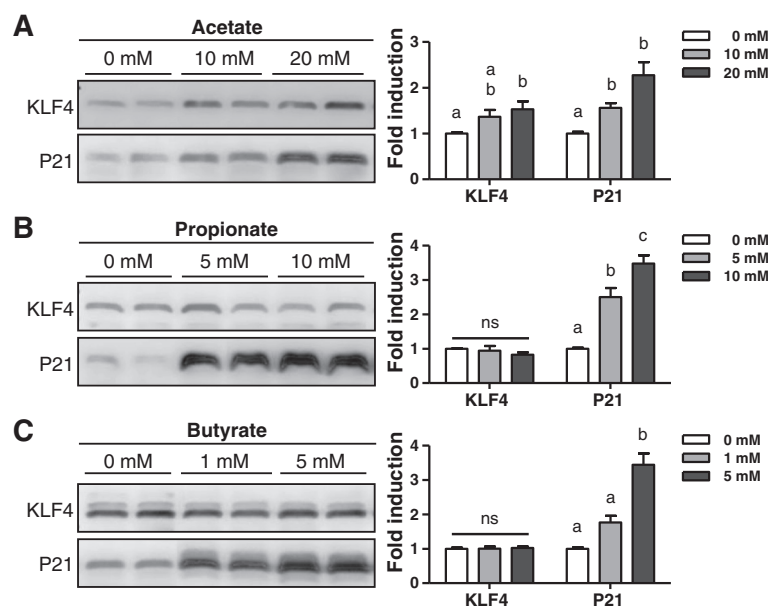 A
Acetate
0 mM 10 mM 20 mM
KLF4
P21
Fold induction
3
2
1
0
a
a
b
b
a
b
b
KLF4 P21
0 mM
10 mM
20 mM
B
Propionate
0 mM 5 mM 10 mM
KLF4
P21
Fold induction
4
3
2
1
0
ns
a
b
c
KLF4 P21
0 mM
5 mM
10 mM
C
Butyrate
0 mM 1 mM 5 mM
KLF4
P21
Fold induction
4
3
2
1
0
ns
a
a
b
KLF4 P21
0 mM
1 mM
5 mM